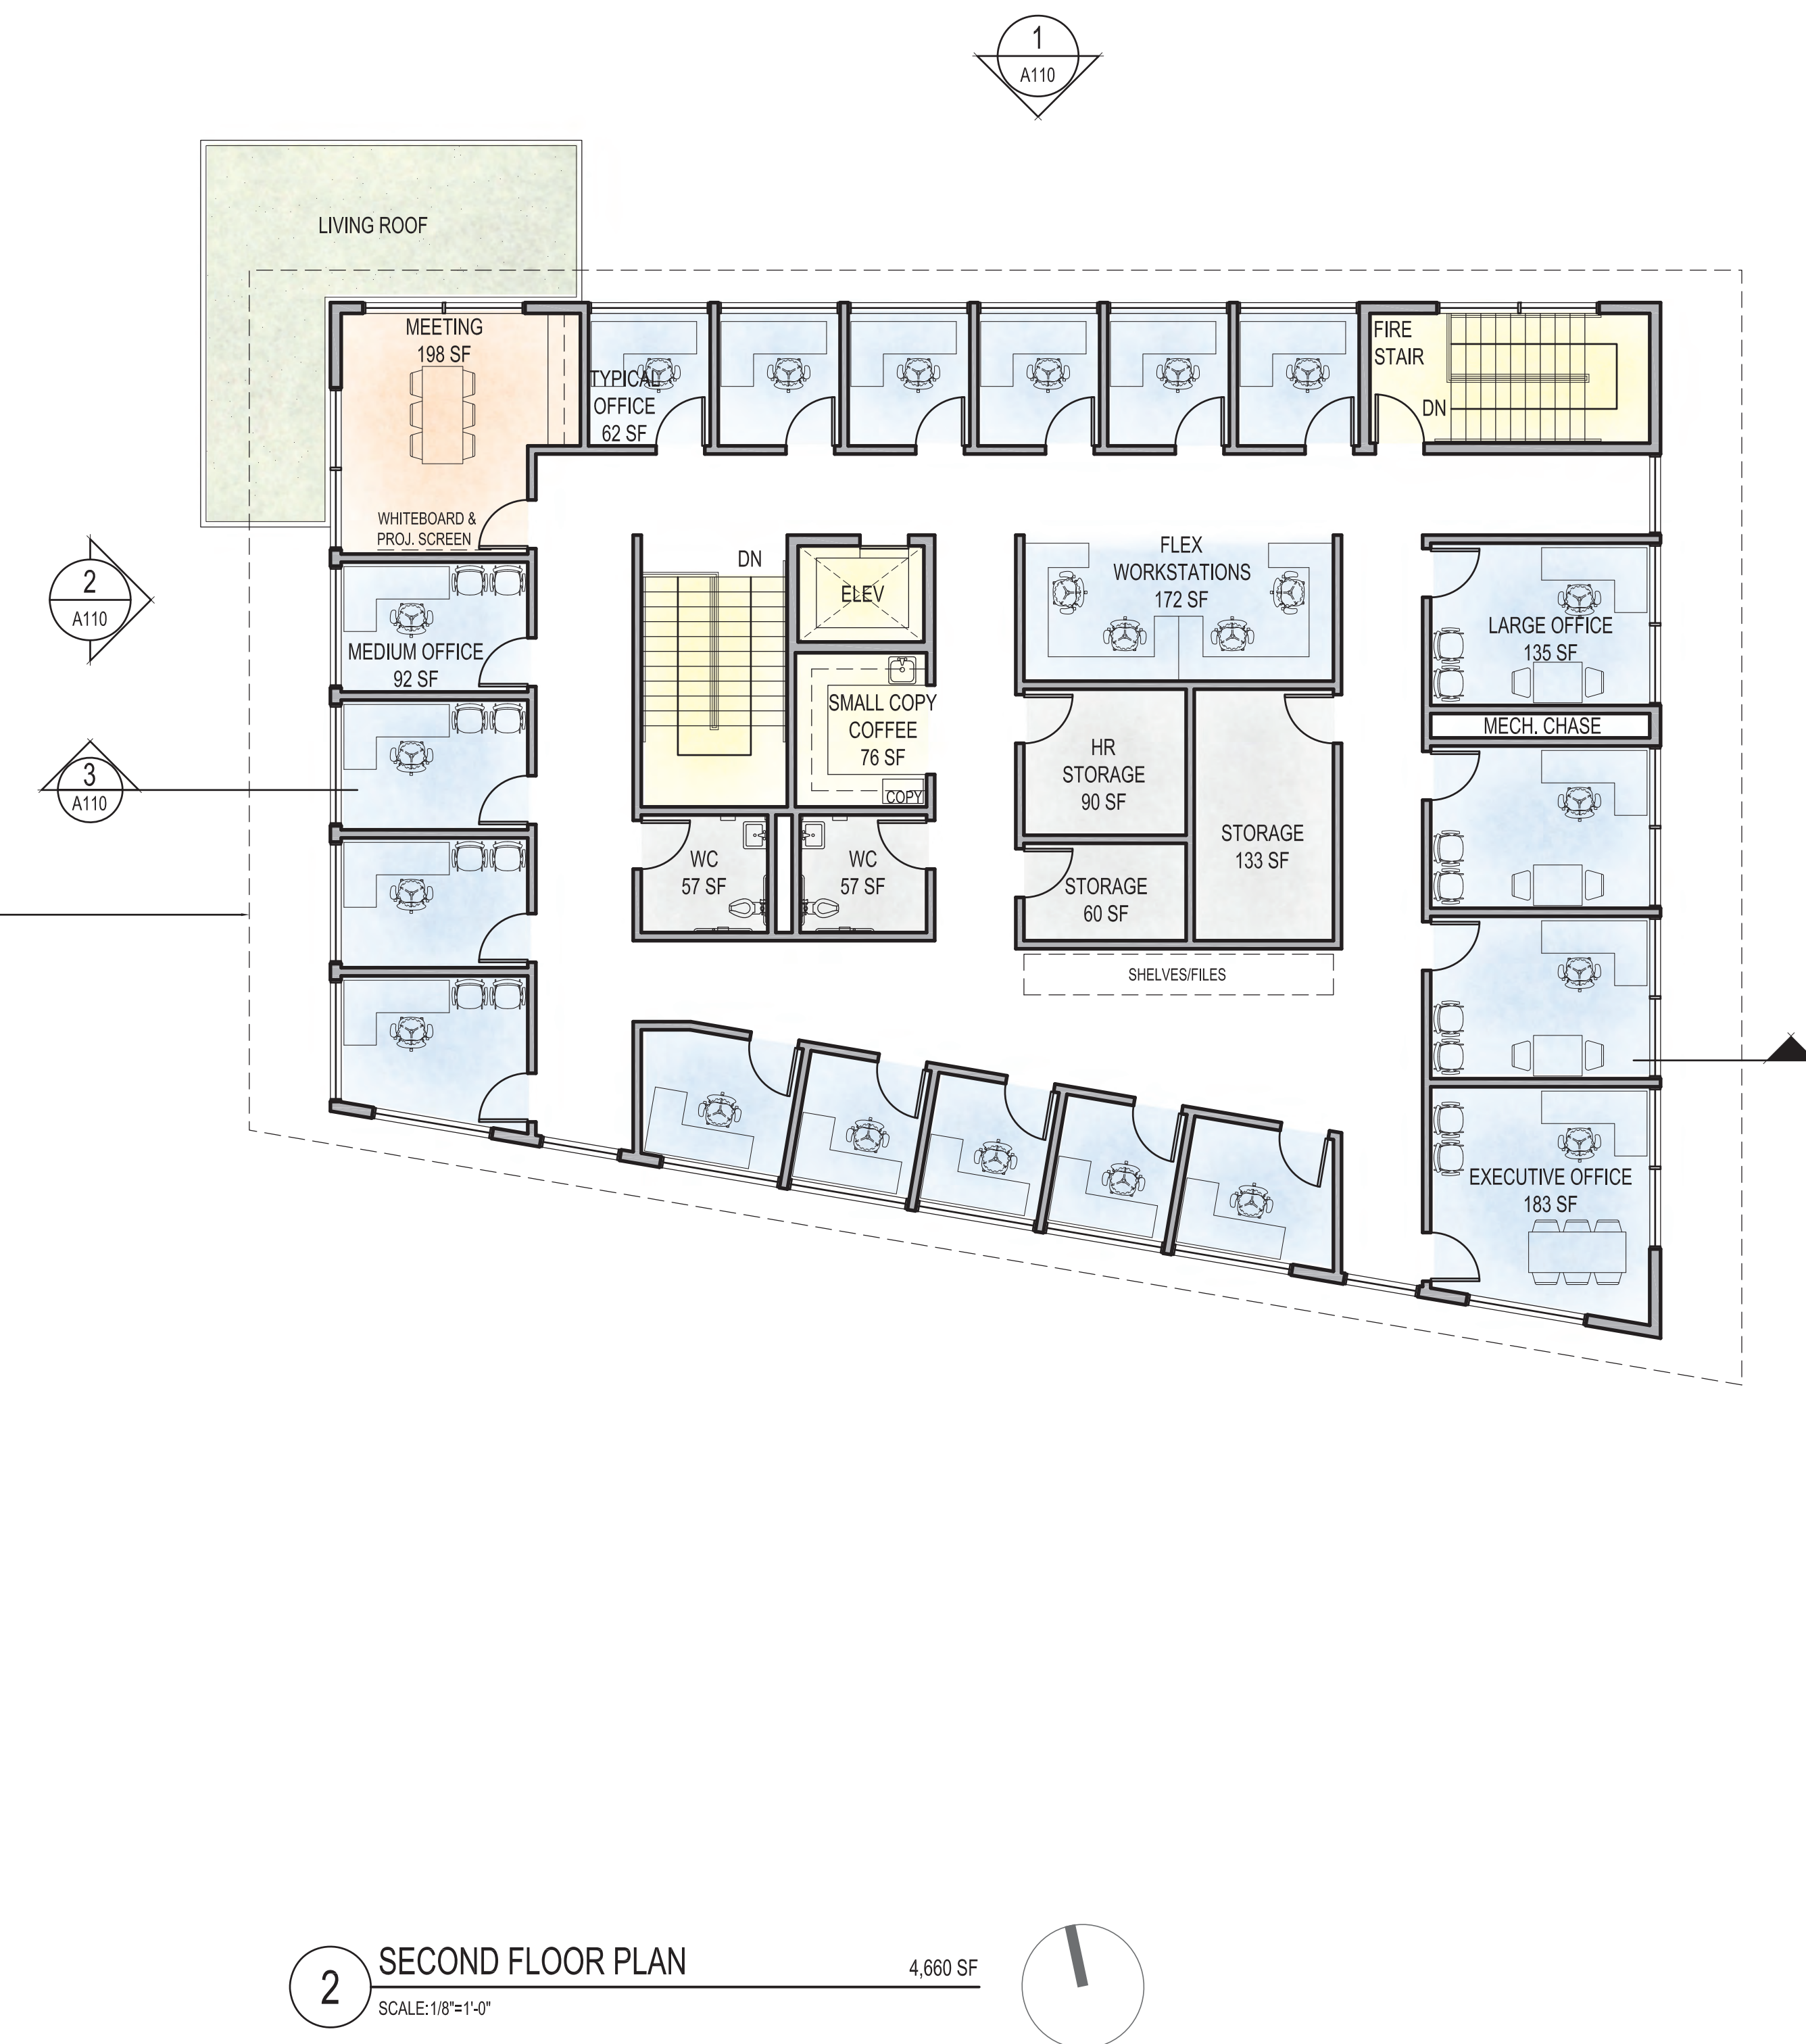 1
A110
LIVING ROOF
MEETING
198 SF
WHITEBOARD &
PROJ. SCREEN
TYPICAL
OFFICE
62 SF
FIRE
STAIR
DN
2
A110
MEDIUM OFFICE
92 SF
DN
ELEV
SMALL COPY
COFFEE
76 SF
COPY
FLEX
WORKSTATIONS
172 SF
LARGE OFFICE
135 SF
MECH. CHASE
3
A110
HR
STORAGE
90 SF
STORAGE
133 SF
WC
57 SF
WC
57 SF
STORAGE
60 SF
SHELVES/FILES
EXECUTIVE OFFICE
183 SF
2
SECOND FLOOR PLAN
4,660 SF
SCALE:1/8"=1'-0"